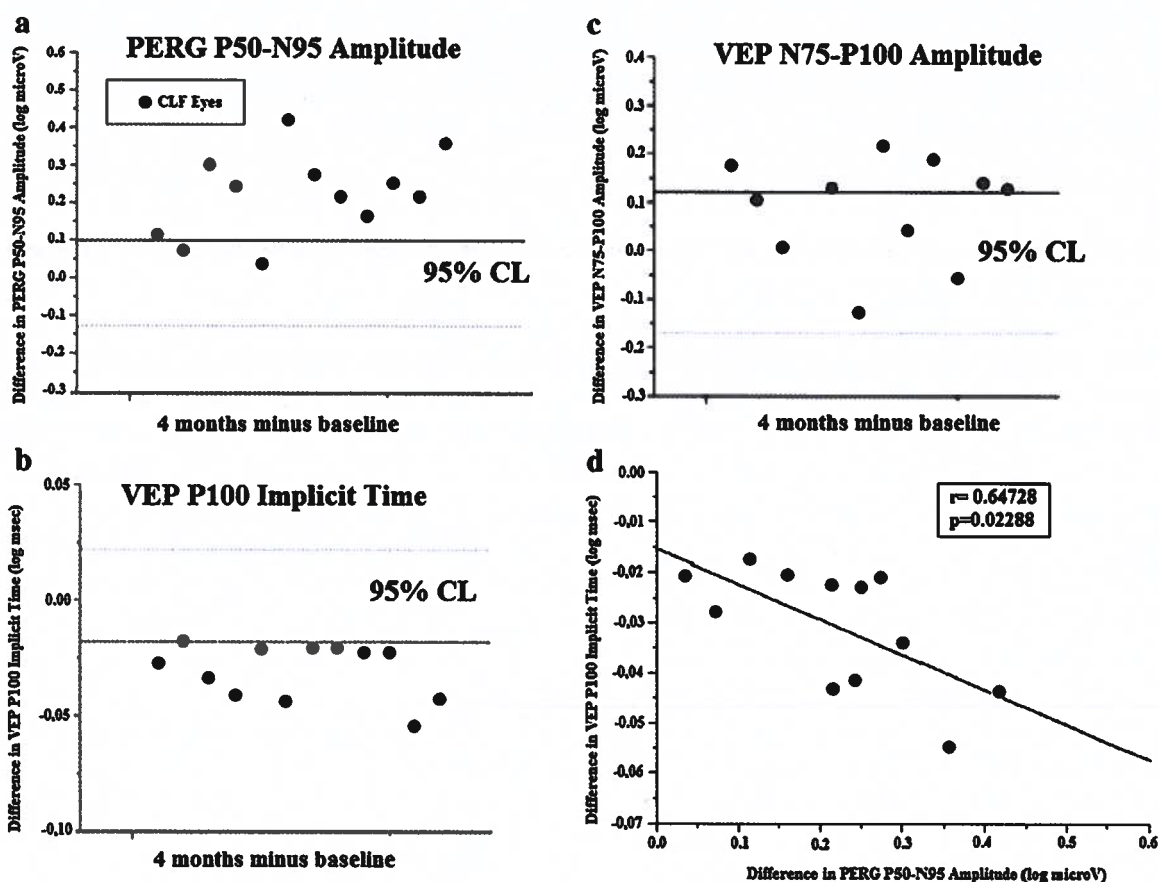 a
PERG P50-N95 Amplitude
Difference in PERG P50-N95 Amplitude (log microV)
0.6
0.5
0.4
0.3
0.2
0.1
0.0
-0.1
-0.2
-0.3
CLF Eyes
95% CL
4 months minus baseline
b
VEP P100 Implicit Time
Difference in VEP P100 Implicit Time (log msec)
0.05
0.00
-0.05
-0.10
95% CL
4 months minus baseline
c
VEP N75-P100 Amplitude
Difference in VEP N75-P100 Amplitude (log microV)
0.4
0.3
0.2
0.1
0.0
-0.1
-0.2
-0.3
95% CL
4 months minus baseline
d
Difference in VEP P100 Implicit Time (log msec)
0.00
-0.01
-0.02
-0.03
-0.04
-0.05
-0.06
-0.07
r= 0.64728
p=0.02288
0.0 0.1 0.2 0.3 0.4 0.5 0.6
Difference in PERG P50-N95 Amplitude (log microV)